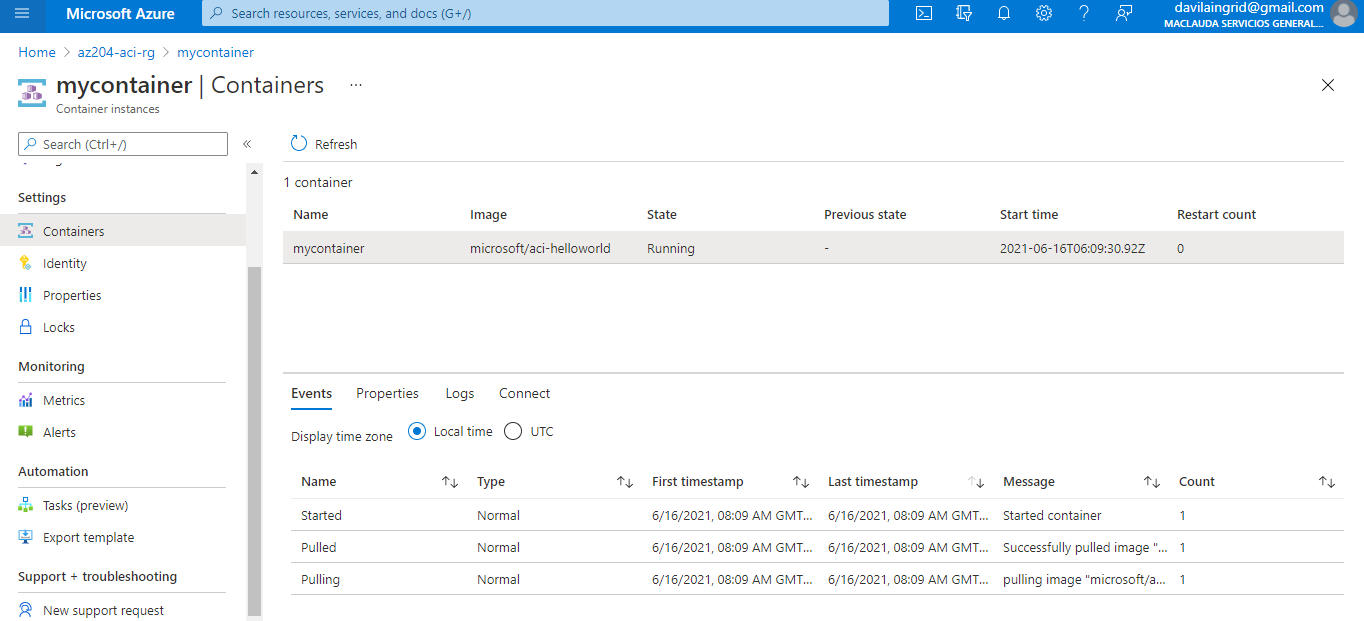 Microsoft Azure
Search resources, services, and docs (G+/)
davilaingrid@gmail.com
MACLAUDA SERVICIOS GENERAL...
Home > az204-aci-rg > mycontainer
mycontainer | Containers ...
Container instances
Search (Ctrl+/)
«
Refresh
Settings
Containers
Identity
Properties
Locks
Monitoring
Metrics
Alerts
Automation
Tasks (preview)
Export template
Support + troubleshooting
New support request
1 container
Name Image State Previous state Start time Restart count
mycontainer microsoft/aci-helloworld Running - 2021-06-16T06:09:30.92Z 0
Events Properties Logs Connect
Display time zone Local time UTC
Name Type First timestamp Last timestamp Message Count
Started Normal 6/16/2021, 08:09 AM GMT... 6/16/2021, 08:09 AM GMT... Started container 1
Pulled Normal 6/16/2021, 08:09 AM GMT... 6/16/2021, 08:09 AM GMT... Successfully pulled image "... 1
Pulling Normal 6/16/2021, 08:09 AM GMT... 6/16/2021, 08:09 AM GMT... pulling image "microsoft/a... 1